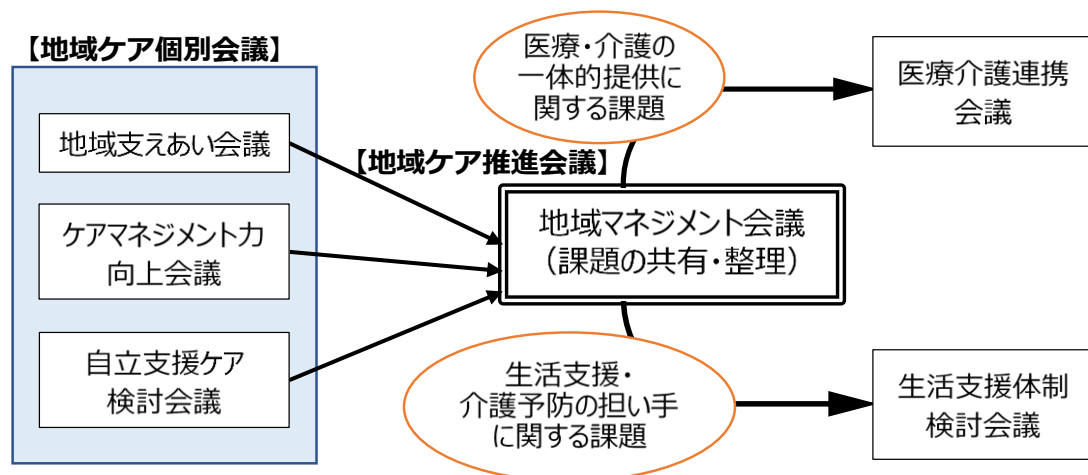 【地域ケア個別会議】
地域支えあい会議
ケアマネジメント力
向上会議
自立支援ケア
検討会議
【地域ケア推進会議】
医療・介護の
一体的提供に
関する課題
地域マネジメント会議
（課題の共有・整理）
生活支援・
介護予防の担い手
に関する課題
医療介護連携
会議
生活支援体制
検討会議